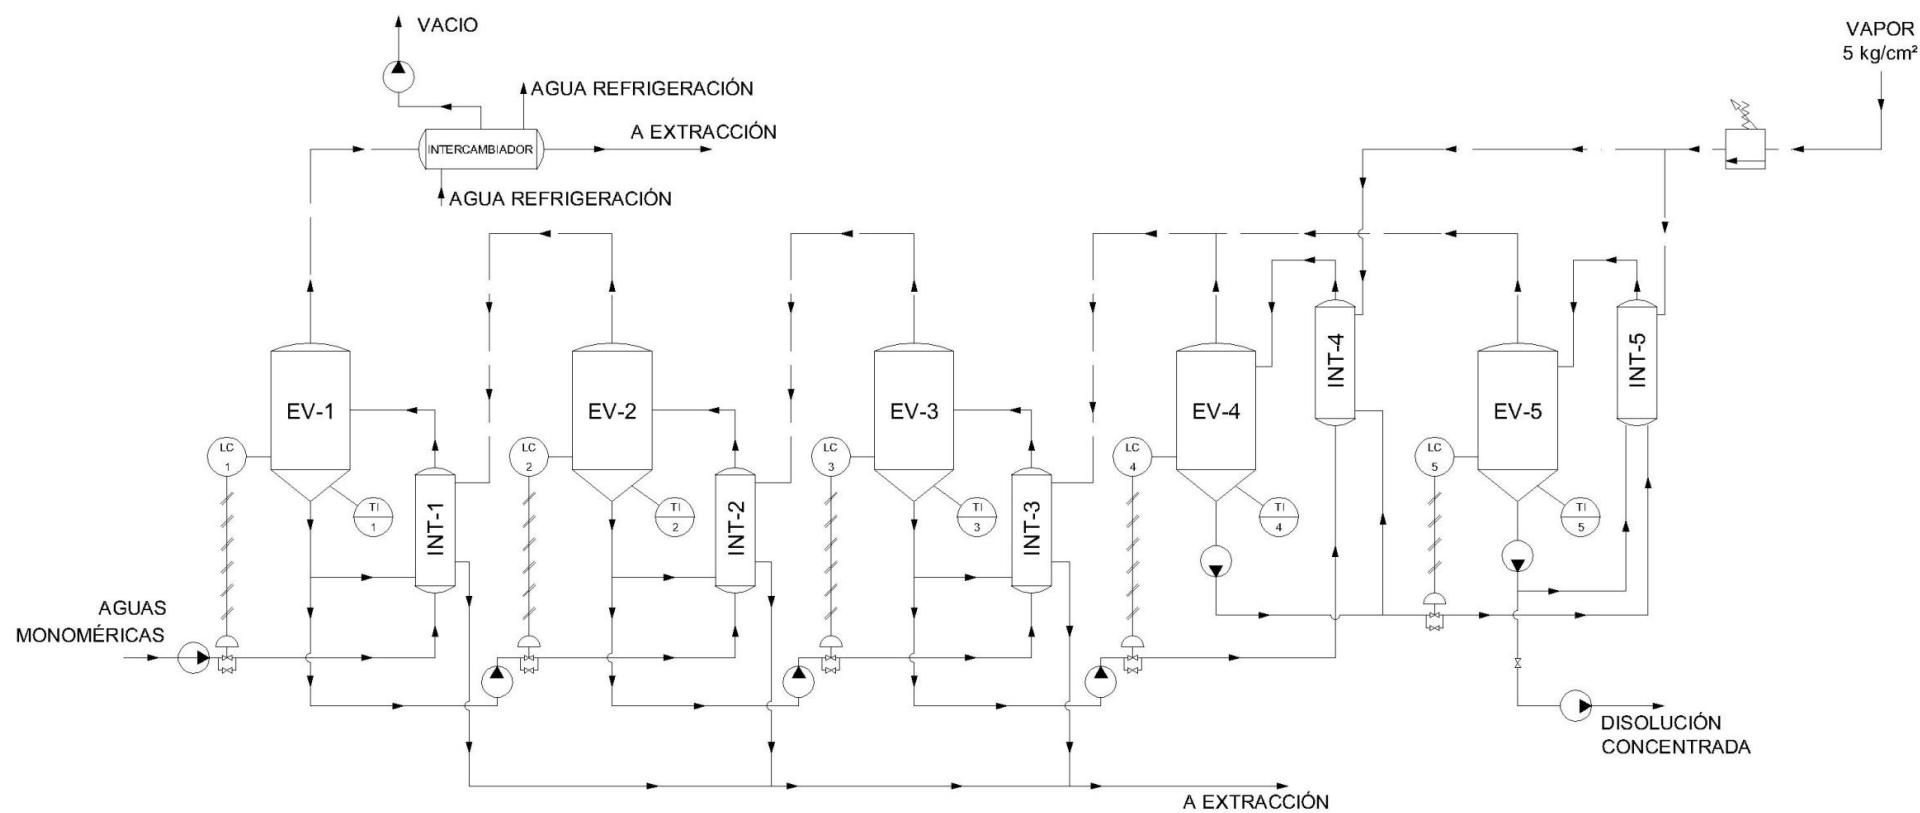 VACIO
VAPOR
5 kg/cm²
AGUA REFRIGERACIÓN
A EXTRACCIÓN
INTERCAMBIADOR
AGUA REFRIGERACIÓN
INT-4
INT-5
EV-1
EV-2
EV-3
EV-4
EV-5
LC
1
LC
2
LC
3
LC
4
LC
5
TI
1
INT-1
TI
2
INT-2
TI
3
INT-3
TI
4
TI
5
AGUAS
MONOMÉRICAS
DISOLUCIÓN
CONCENTRADA
A EXTRACCIÓN